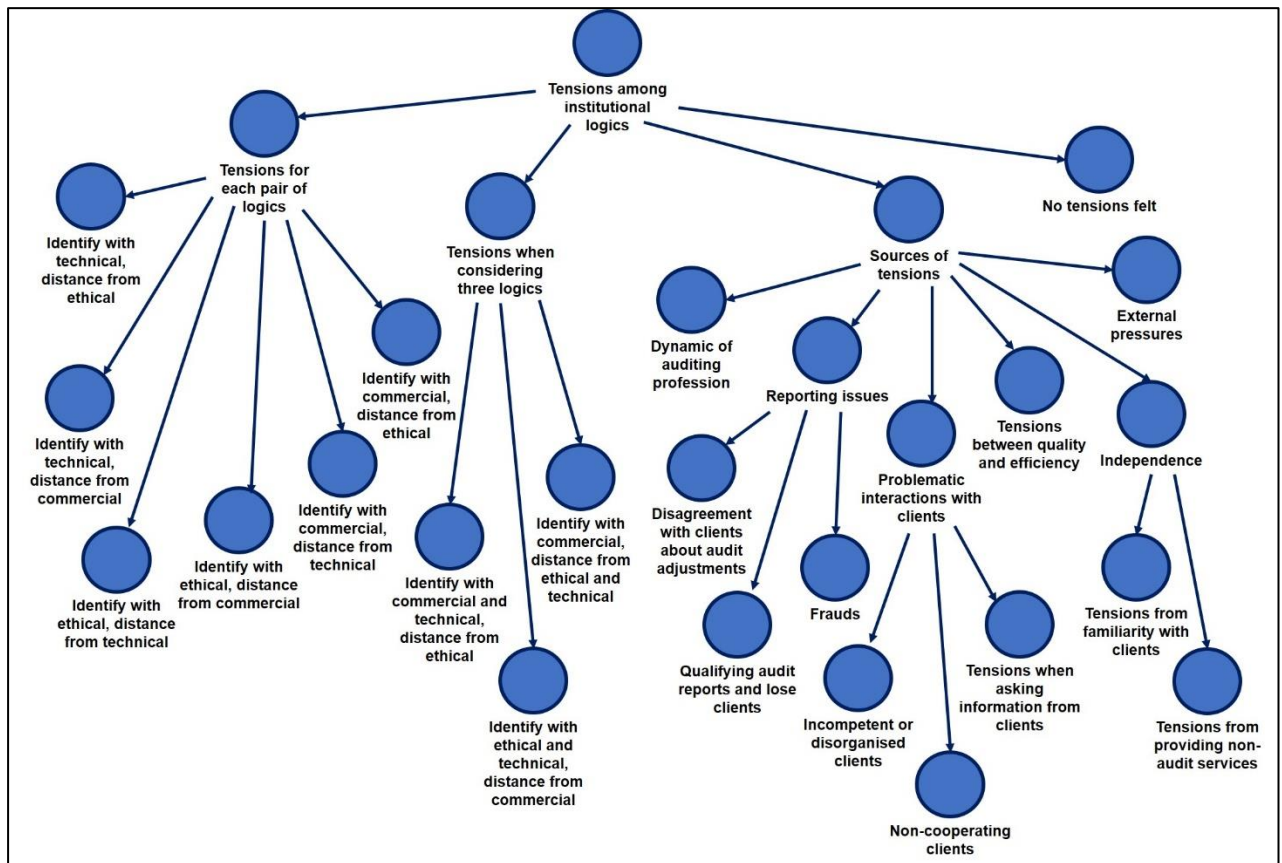 Tensions among
institutional
logics
Tensions for
each pair of
logics
Tensions when
considering
three logics
Sources of
tensions
No tensions felt
Identify with
technical,
distance from
ethical
Identify with
technical,
distance from
commercial
Identify with
ethical, distance
from technical
Identify with
ethical, distance
from commercial
Identify with
commercial,
distance from
technical
Identify with
commercial,
distance from
ethical
Identify with
commercial and
technical,
distance from
ethical
Identify with
ethical and
technical,
distance from
commercial
Identify with
commercial,
distance from
ethical and
technical
Dynamic of
auditing
profession
Reporting issues
Problematic
interactions with
clients
Tensions
between quality
and efficiency
Independence
External
pressures
Disagreement
with clients
about audit
adjustments
Qualifying audit
reports and lose
clients
Frauds
Incompetent or
disorganised
clients
Non-cooperating
clients
Tensions when
asking
information from
clients
Tensions from
familiarity with
clients
Tensions from
providing non-
audit services